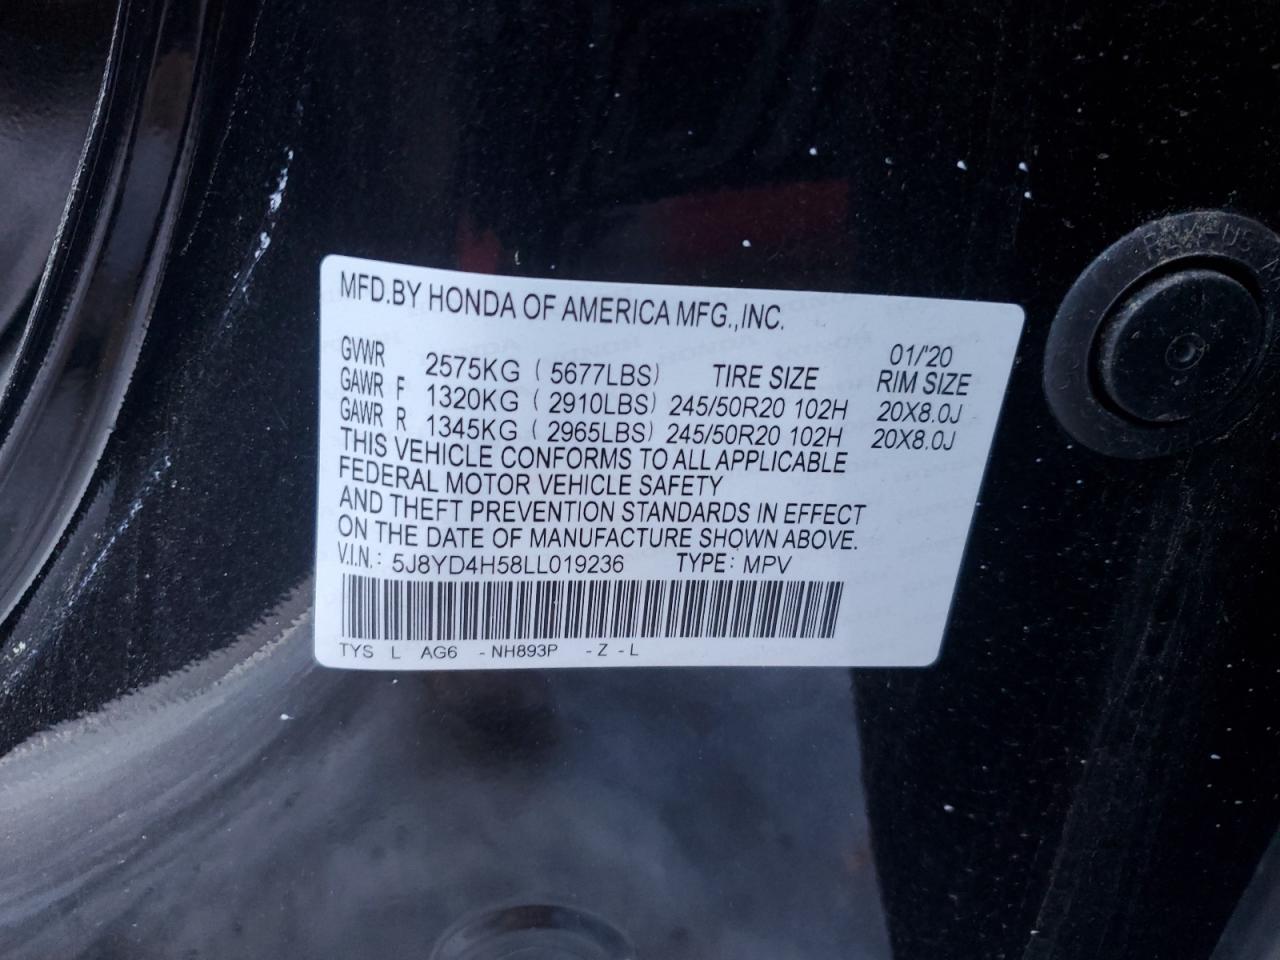 MFD.BY HONDA OF AMERICA MFG.,INC.
01/'20
GVWR 2575KG ( 5677LBS) TIRE SIZE RIM SIZE
GAWR F 1320KG ( 2910LBS) 245/50R20 102H 20X8.0J
GAWR R 1345KG ( 2965LBS) 245/50R20 102H 20X8.0J
THIS VEHICLE CONFORMS TO ALL APPLICABLE
FEDERAL MOTOR VEHICLE SAFETY
AND THEFT PREVENTION STANDARDS IN EFFECT
ON THE DATE OF MANUFACTURE SHOWN ABOVE.
V.I.N.: 5J8YD4H58LL019236 TYPE: MPV
TYS L AG6 -NH893P -Z -L